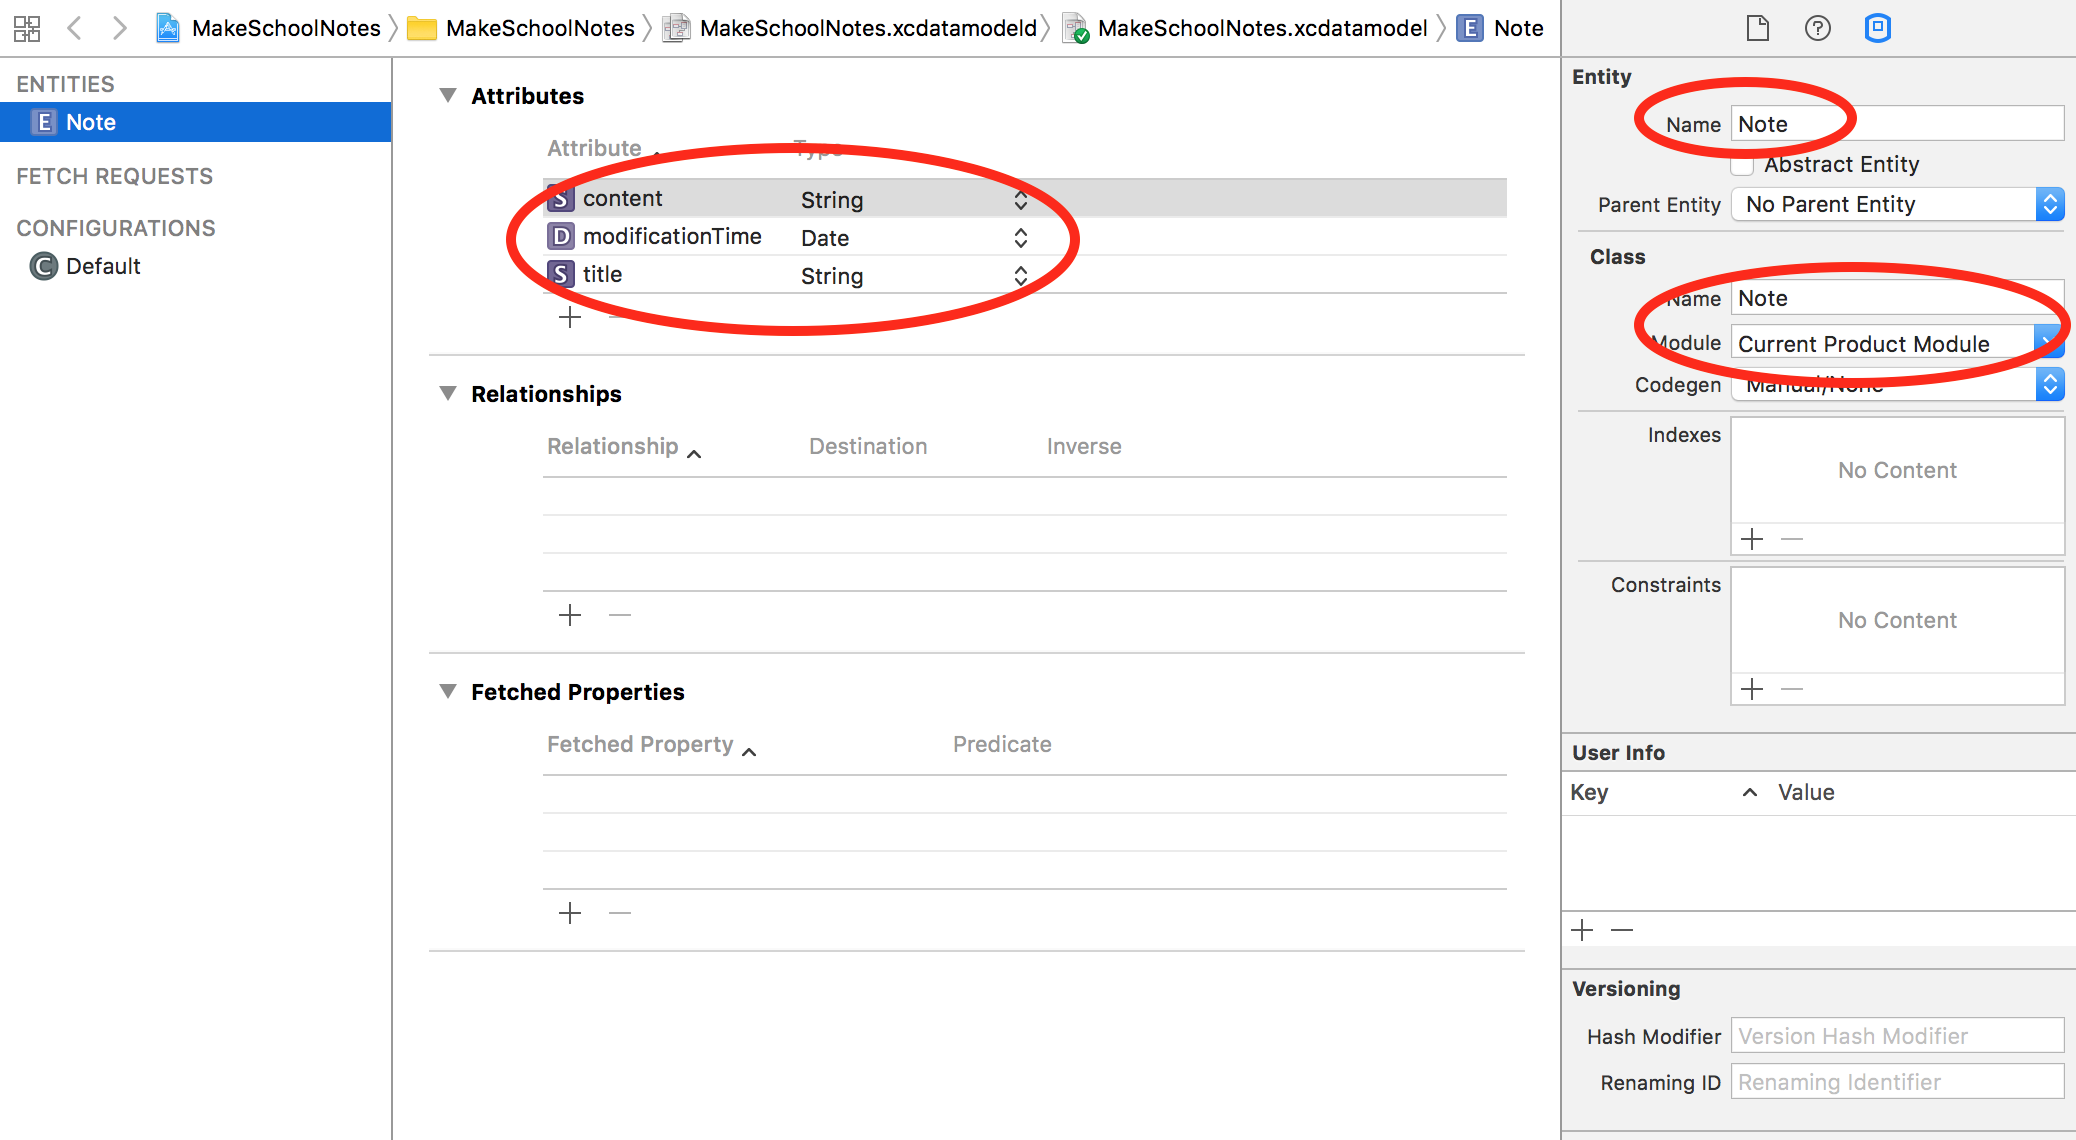 MakeSchoolNotes MakeSchoolNotes MakeSchoolNotes.xcdatamodeld MakeSchoolNotes.xcdatamodel E Note
ENTITIES
E Note
FETCH REQUESTS
CONFIGURATIONS
C Default
Attributes
Attribute Type
S content String
D modificationTime Date
S title String
Relationships
Relationship Destination Inverse
Fetched Properties
Fetched Property Predicate
Entity
Name Note
Abstract Entity
Parent Entity No Parent Entity
Class
Name Note
Module Current Product Module
Codegen Manual/None
Indexes
No Content
Constraints
No Content
User Info
Key Value
Versioning
Hash Modifier Version Hash Modifier
Renaming ID Renaming Identifier